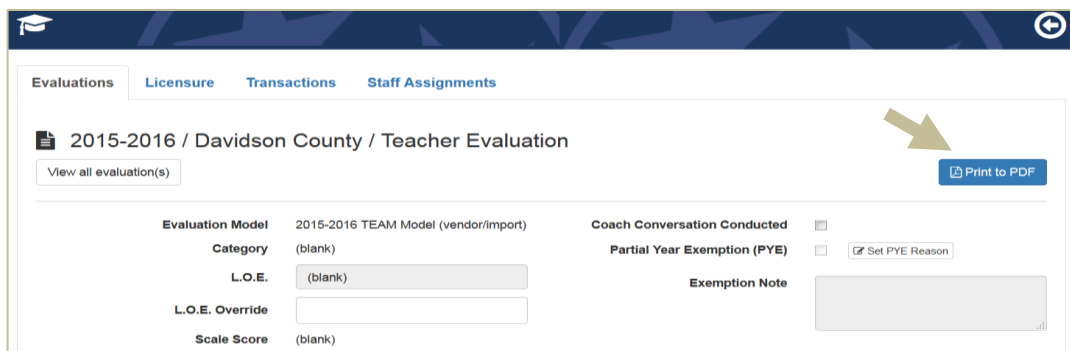 Evaluations Licensure Transactions Staff Assignments
2015-2016 / Davidson County / Teacher Evaluation
View all evaluation(s) Print to PDF
Evaluation Model 2015-2016 TEAM Model (vendor/import) Coach Conversation Conducted
Category (blank) Partial Year Exemption (PYE) Set PYE Reason
L.O.E. (blank) Exemption Note
L.O.E. Override
Scale Score (blank)